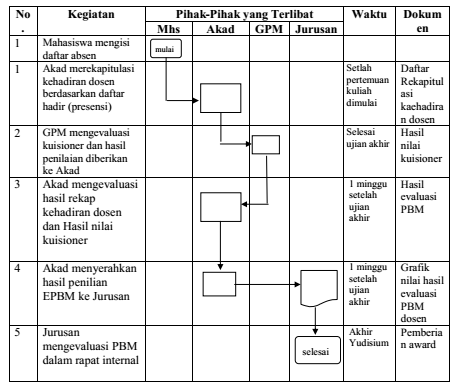 No Kegiatan Pihak-Pihak yang Terlibat Waktu Dokum
. Mhs Akad GPM Jurusan en
1 Mahasiswa mengisi mulai
daftar absen
1 Akad merekapitulasi Setlah Daftar
kehadiran dosen pertemuan Rekapitul
berdasarkan daftar kuliah asi
hadir (presensi) dimulai kaehadira
n dosen
2 GPM mengevaluasi Selesai Hasil
kuisioner dan hasil ujian akhir nilai
penilaian diberikan kuisioner
ke Akad
3 Akad mengevaluasi 1 minggu Hasil
hasil rekap setelah evaluasi
kehadiran dosen ujian PBM
dan Hasil nilai akhir
kuisioner
4 Akad menyerahkan 1 minggu Grafik
hasil penilian setelah nilai hasil
EPBM ke Jurusan ujian evaluasi
akhir PBM
dosen
5 Jurusan Akhir Pemberia
mengevaluasi PBM selesai Yudisium n award
dalam rapat internal